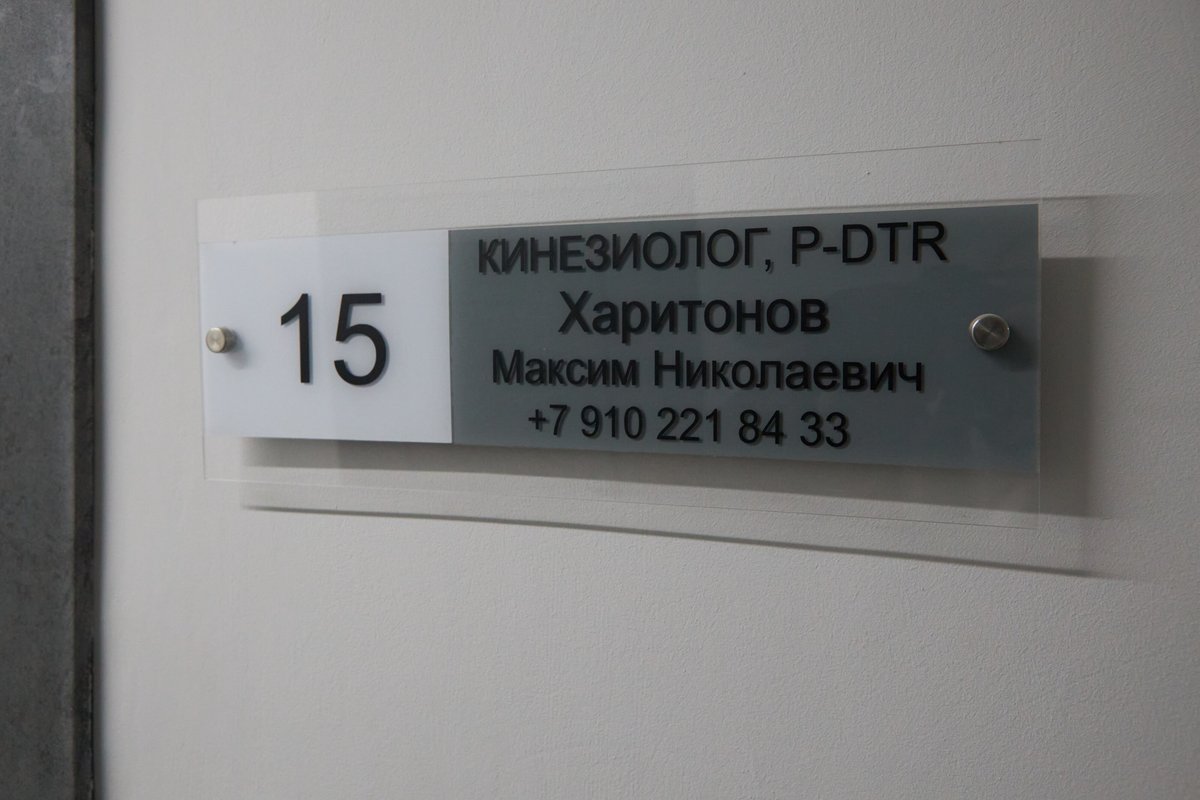 15
КИНЕЗИОЛОГ, P-DTR
Харитонов
Максим Николаевич
+7 910 221 84 33